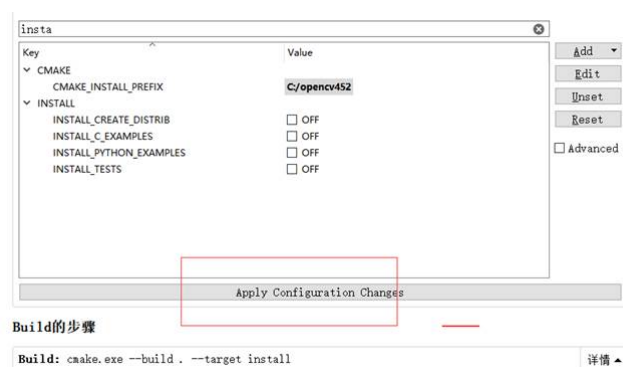 insta
Key Value Add
CMAKE Edit
CMAKE_INSTALL_PREFIX C:/opencv452 Unset
INSTALL Reset
INSTALL_CREATE_DISTRIB OFF
INSTALL_C_EXAMPLES OFF
INSTALL_PYTHON_EXAMPLES OFF Advanced
INSTALL_TESTS OFF
Apply Configuration Changes
Build的步骤
Build: cmake.exe --build . --target install 详情